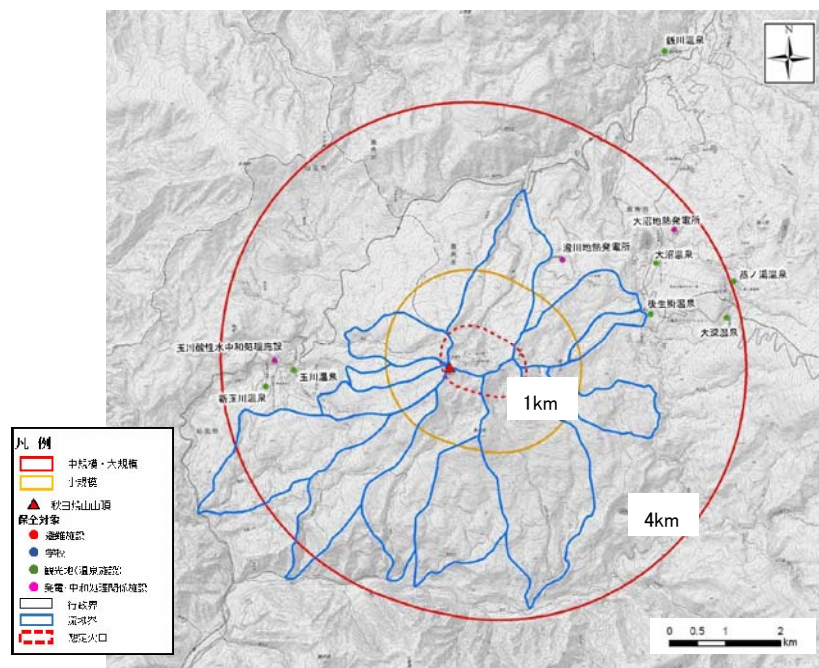 N
銭川温泉
大沼地熱発電所
澄川地熱発電所
大沼温泉
蒸ノ湯温泉
後生掛温泉
大深温泉
玉川酸性水中和処理施設
玉川温泉
新玉川温泉
1km
4km
凡 例
中規模・大規模
小規模
秋田焼山山頂
保全対象
避難施設
学校
観光地(温泉施設)
発電・中和処理関係施設
行政界
流域界
想定火口
0 0.5 1 2
km